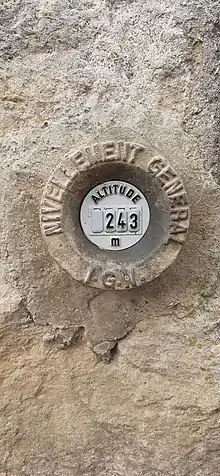 NIVELLEMENT GENERAL
ALTITUDE
243
m
I.G.N.